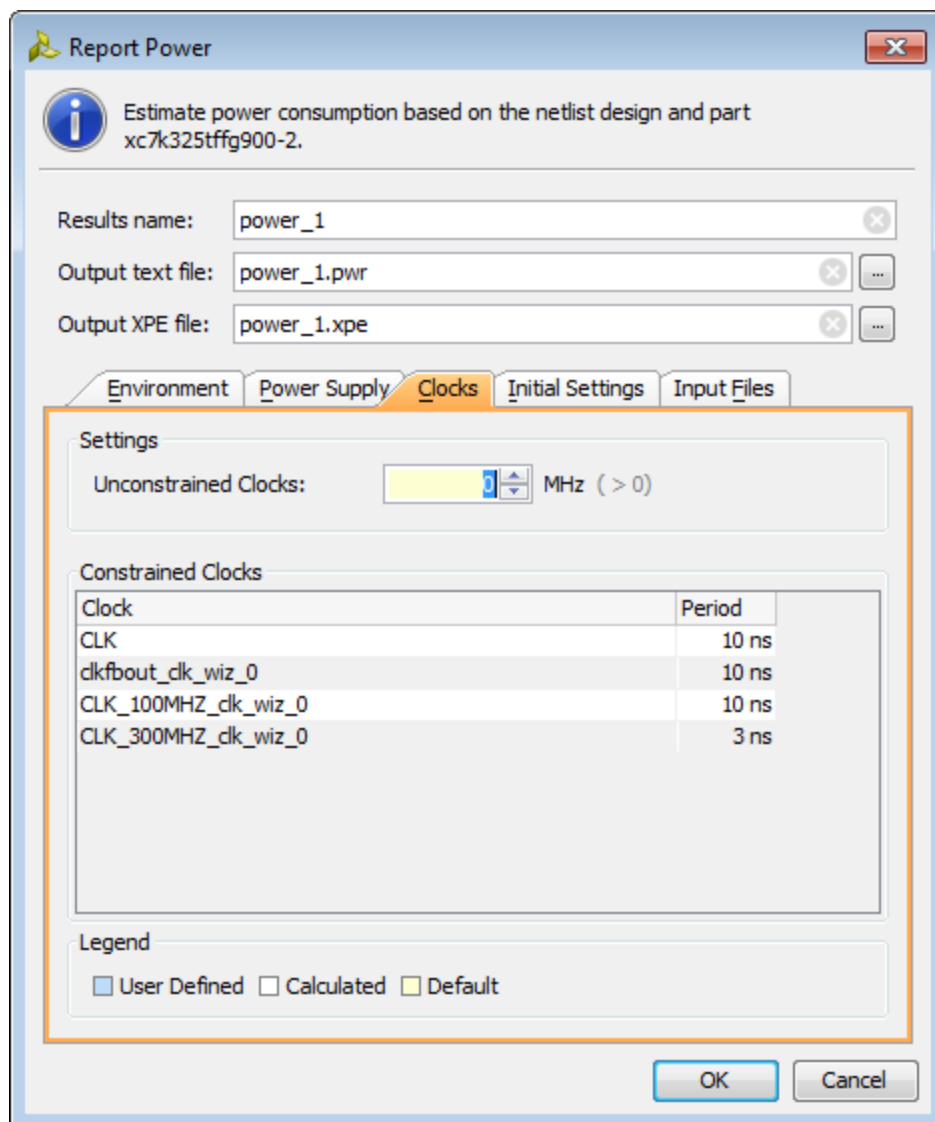 Report Power
Estimate power consumption based on the netlist design and part
xc7k325tffg900-2.
Results name: power_1
Output text file: power_1.pwr ...
Output XPE file: power_1.xpe ...
Environment Power Supply Clocks Initial Settings Input Files
Settings
Unconstrained Clocks: 0 MHz ( > 0)
Constrained Clocks
Clock Period
CLK 10 ns
clkfbout_clk_wiz_0 10 ns
CLK_100MHZ_clk_wiz_0 10 ns
CLK_300MHZ_clk_wiz_0 3 ns
Legend
User Defined Calculated Default
OK Cancel